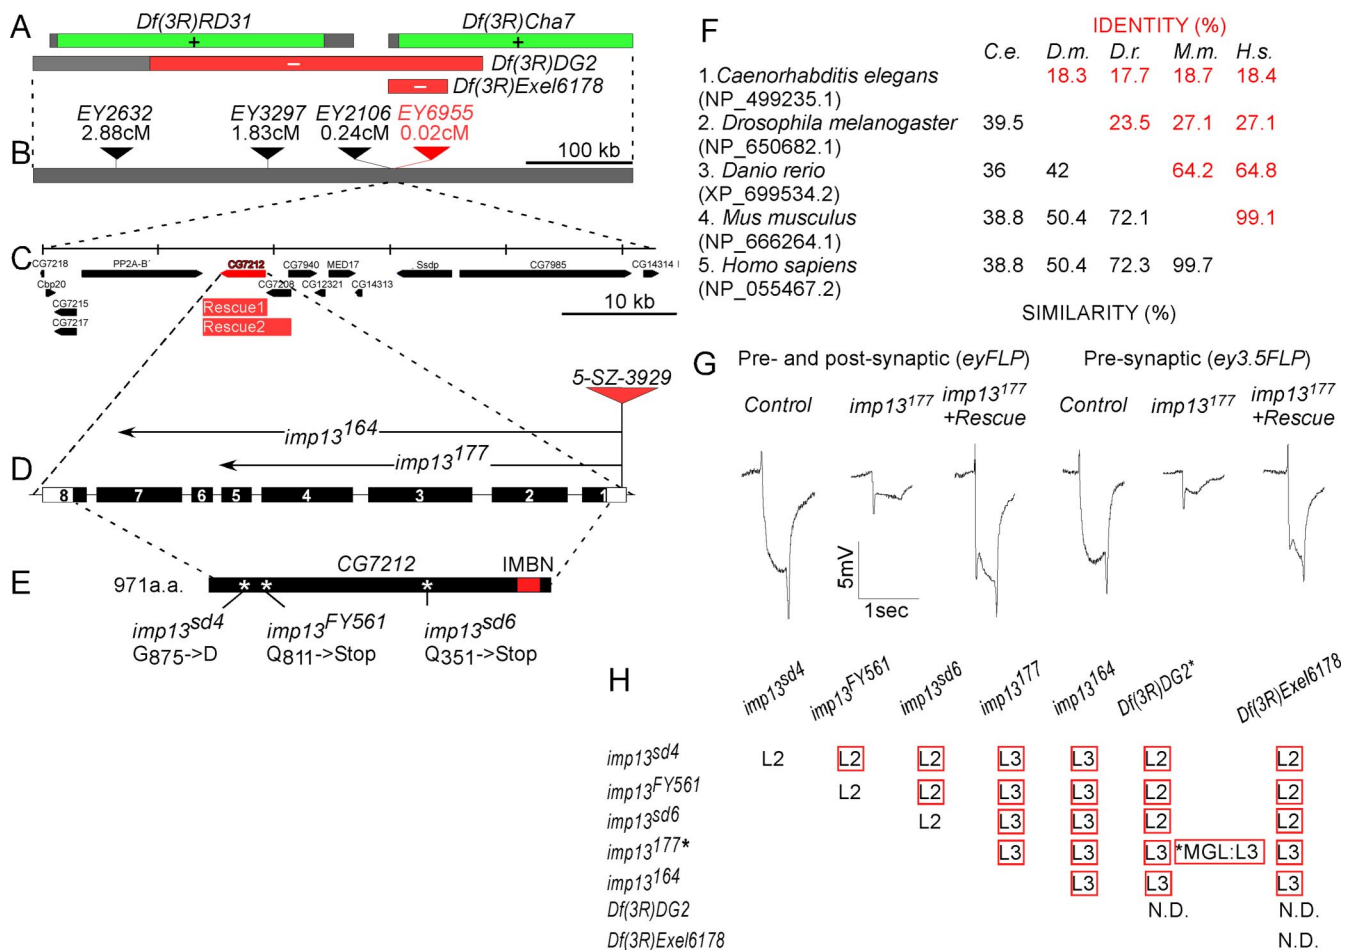 A
Df(3R)RD31
Df(3R)Cha7
+
+
−
Df(3R)DG2
−
Df(3R)Exel6178
EY2632
2.88cM
EY3297
1.83cM
EY2106
0.24cM
EY6955
0.02cM
B
100 kb
C
CG7218
PP2A-B´
CG7212
CG7940
MED17
Ssdp
CG7985
CG14314
Cbp20
CG7208
CG12321
CG14313
CG7215
CG7217
Rescue1
Rescue2
10 kb
5-SZ-3929
imp13164
imp13177
D
8 7 6 5 4 3 2 1
E
971a.a.
CG7212
IMBN
* * *
imp13sd4
G875->D
imp13FY561
Q811->Stop
imp13sd6
Q351->Stop
F
IDENTITY (%)
C.e. D.m. D.r. M.m. H.s.
1.Caenorhabditis elegans 18.3 17.7 18.7 18.4
(NP_499235.1)
2. Drosophila melanogaster 39.5 23.5 27.1 27.1
(NP_650682.1)
3. Danio rerio 36 42 64.2 64.8
(XP_699534.2)
4. Mus musculus 38.8 50.4 72.1 99.1
(NP_666264.1)
5. Homo sapiens 38.8 50.4 72.3 99.7
(NP_055467.2)
SIMILARITY (%)
G
Pre- and post-synaptic (eyFLP)
Pre-synaptic (ey3.5FLP)
Control
imp13177
imp13177
+Rescue
Control
imp13177
imp13177
+Rescue
5mV
1sec
H
imp13sd4
imp13FY561
imp13sd6
imp13177
imp13164
Df(3R)DG2*
Df(3R)Exel6178
imp13sd4 L2 L2 L2 L3 L3 L2 L2
imp13FY561 L2 L2 L3 L3 L2 L2
imp13sd6 L2 L3 L3 L2 L2
imp13177* L3 L3 L3 *MGL:L3 L3
imp13164 L3 L3 L3
Df(3R)DG2 N.D. N.D.
Df(3R)Exel6178 N.D.